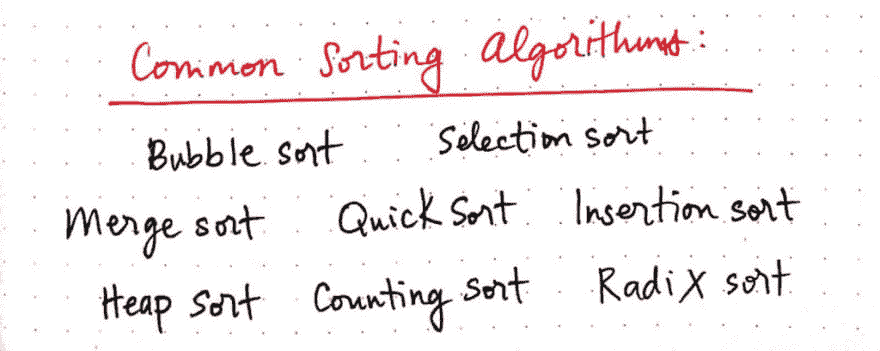 Common Sorting Algorithms:
Bubble sort Selection sort
Merge sort Quick Sort Insertion sort
Heap Sort Counting Sort Radix sort